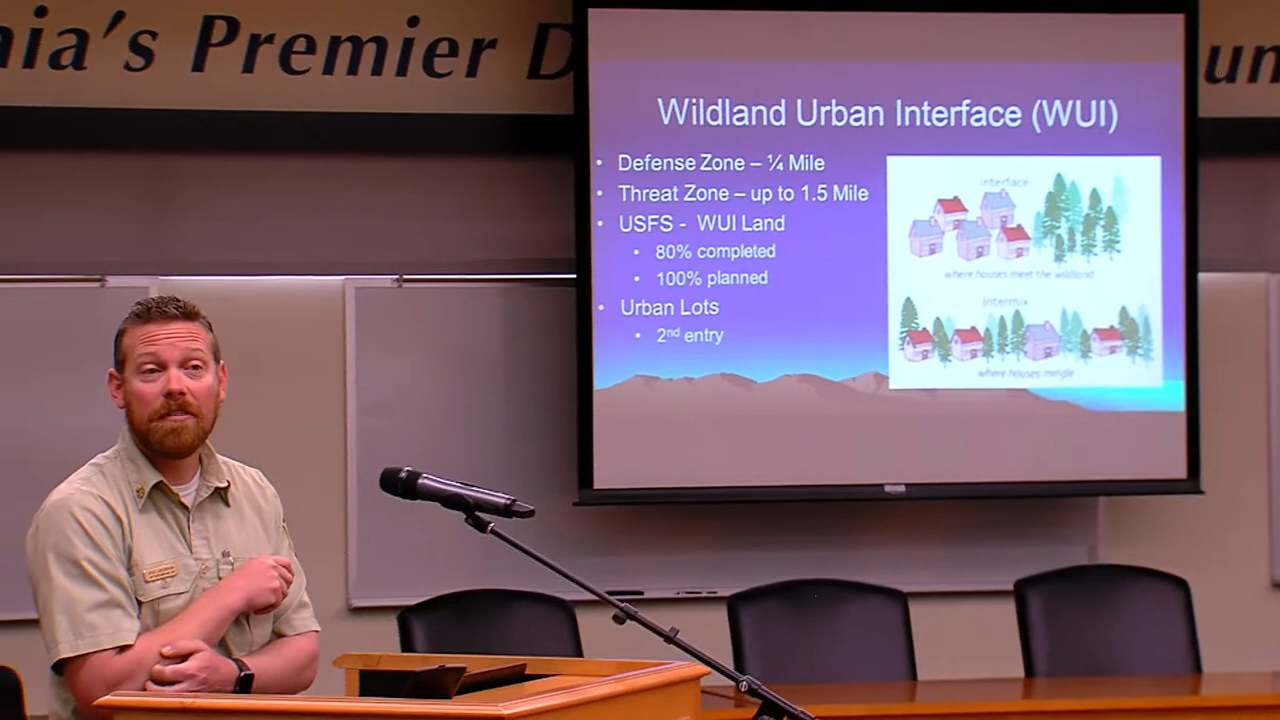 nia's Premier D
un
Wildland Urban Interface (WUI)
• Defense Zone – ¼ Mile
• Threat Zone – up to 1.5 Mile
• USFS - WUI Land
• 80% completed
• 100% planned
• Urban Lots
• 2nd entry
interface
where houses meet the wildland
intermix
where houses mingle